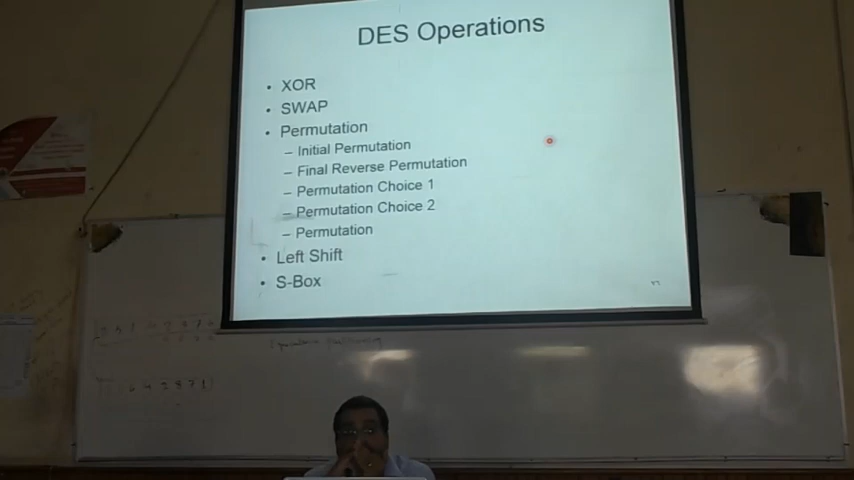 DES Operations
• XOR
• SWAP
• Permutation
– Initial Permutation
– Final Reverse Permutation
– Permutation Choice 1
– Permutation Choice 2
– Permutation
• Left Shift
• S-Box